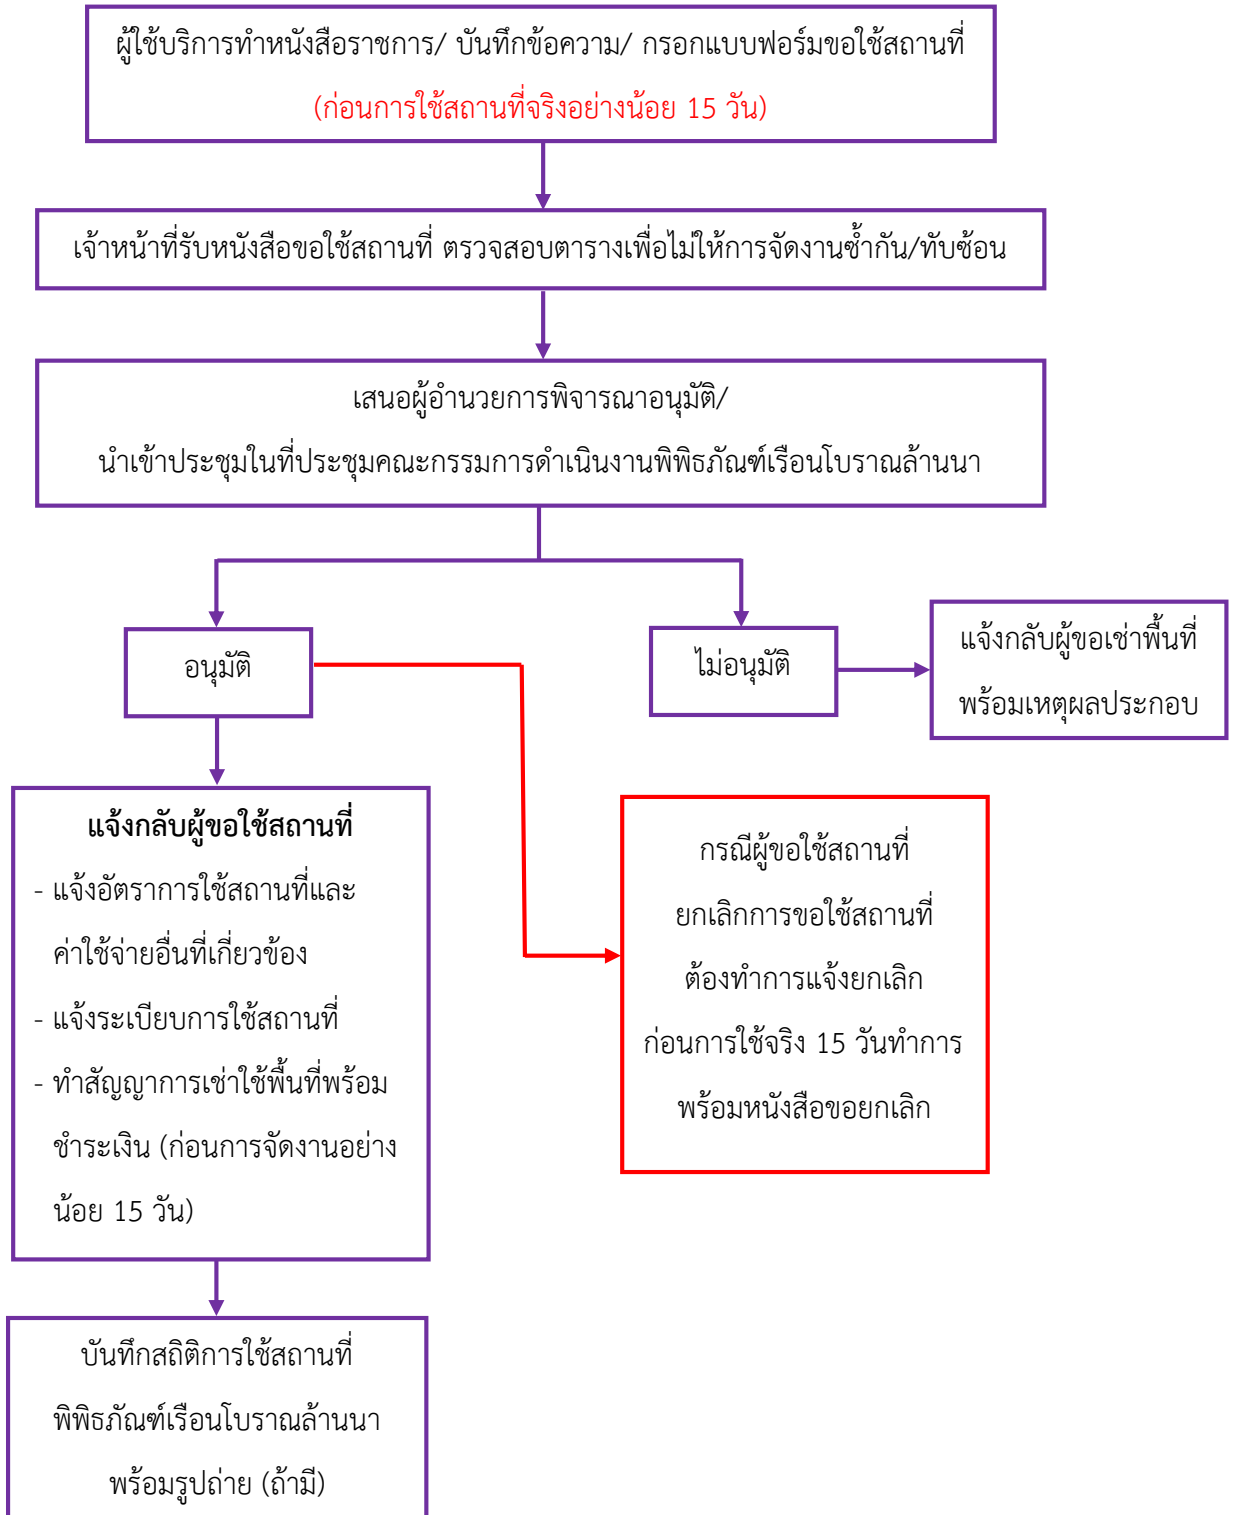 ผู้ใช้บริการทำหนังสือราชการ/ บันทึกข้อความ/ กรอกแบบฟอร์มขอใช้สถานที่
(ก่อนการใช้สถานที่จริงอย่างน้อย 15 วัน)
เจ้าหน้าที่รับหนังสือขอใช้สถานที่ ตรวจสอบตารางเพื่อไม่ให้การจัดงานซ้ำกัน/ทับซ้อน
เสนอผู้อำนวยการพิจารณาอนุมัติ/
นำเข้าประชุมในที่ประชุมคณะกรรมการดำเนินงานพิพิธภัณฑ์เรือนโบราณล้านนา
อนุมัติ
ไม่อนุมัติ
แจ้งกลับผู้ขอเช่าพื้นที่
พร้อมเหตุผลประกอบ
แจ้งกลับผู้ขอใช้สถานที่
- แจ้งอัตราการใช้สถานที่และ
ค่าใช้จ่ายอื่นที่เกี่ยวข้อง
- แจ้งระเบียบการใช้สถานที่
- ทำสัญญาการเช่าใช้พื้นที่พร้อม
ชำระเงิน (ก่อนการจัดงานอย่าง
น้อย 15 วัน)
กรณีผู้ขอใช้สถานที่
ยกเลิกการขอใช้สถานที่
ต้องทำการแจ้งยกเลิก
ก่อนการใช้จริง 15 วันทำการ
พร้อมหนังสือขอยกเลิก
บันทึกสถิติการใช้สถานที่
พิพิธภัณฑ์เรือนโบราณล้านนา
พร้อมรูปถ่าย (ถ้ามี)